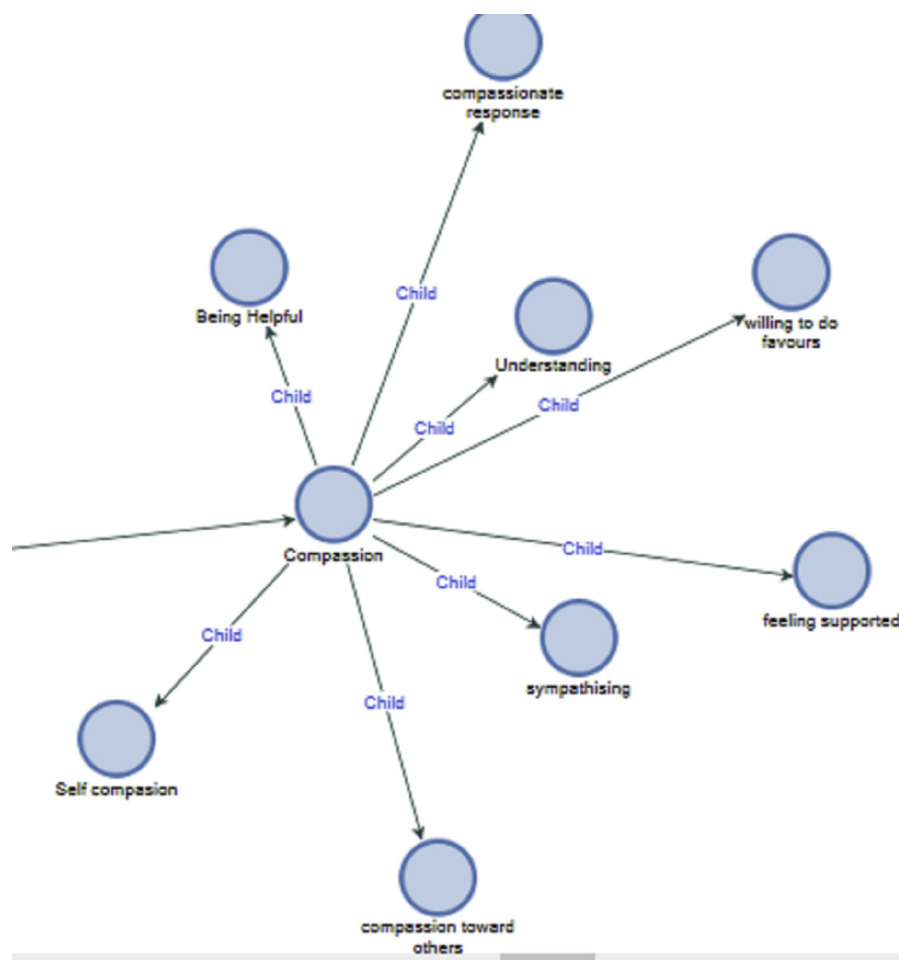 compassionate
response
Child
Being Helpful
willing to do
favours
Understanding
Child
Child
Child
Compassion
Child
feeling supported
Child
sympathising
Child
Self compasion
Child
compassion toward
others